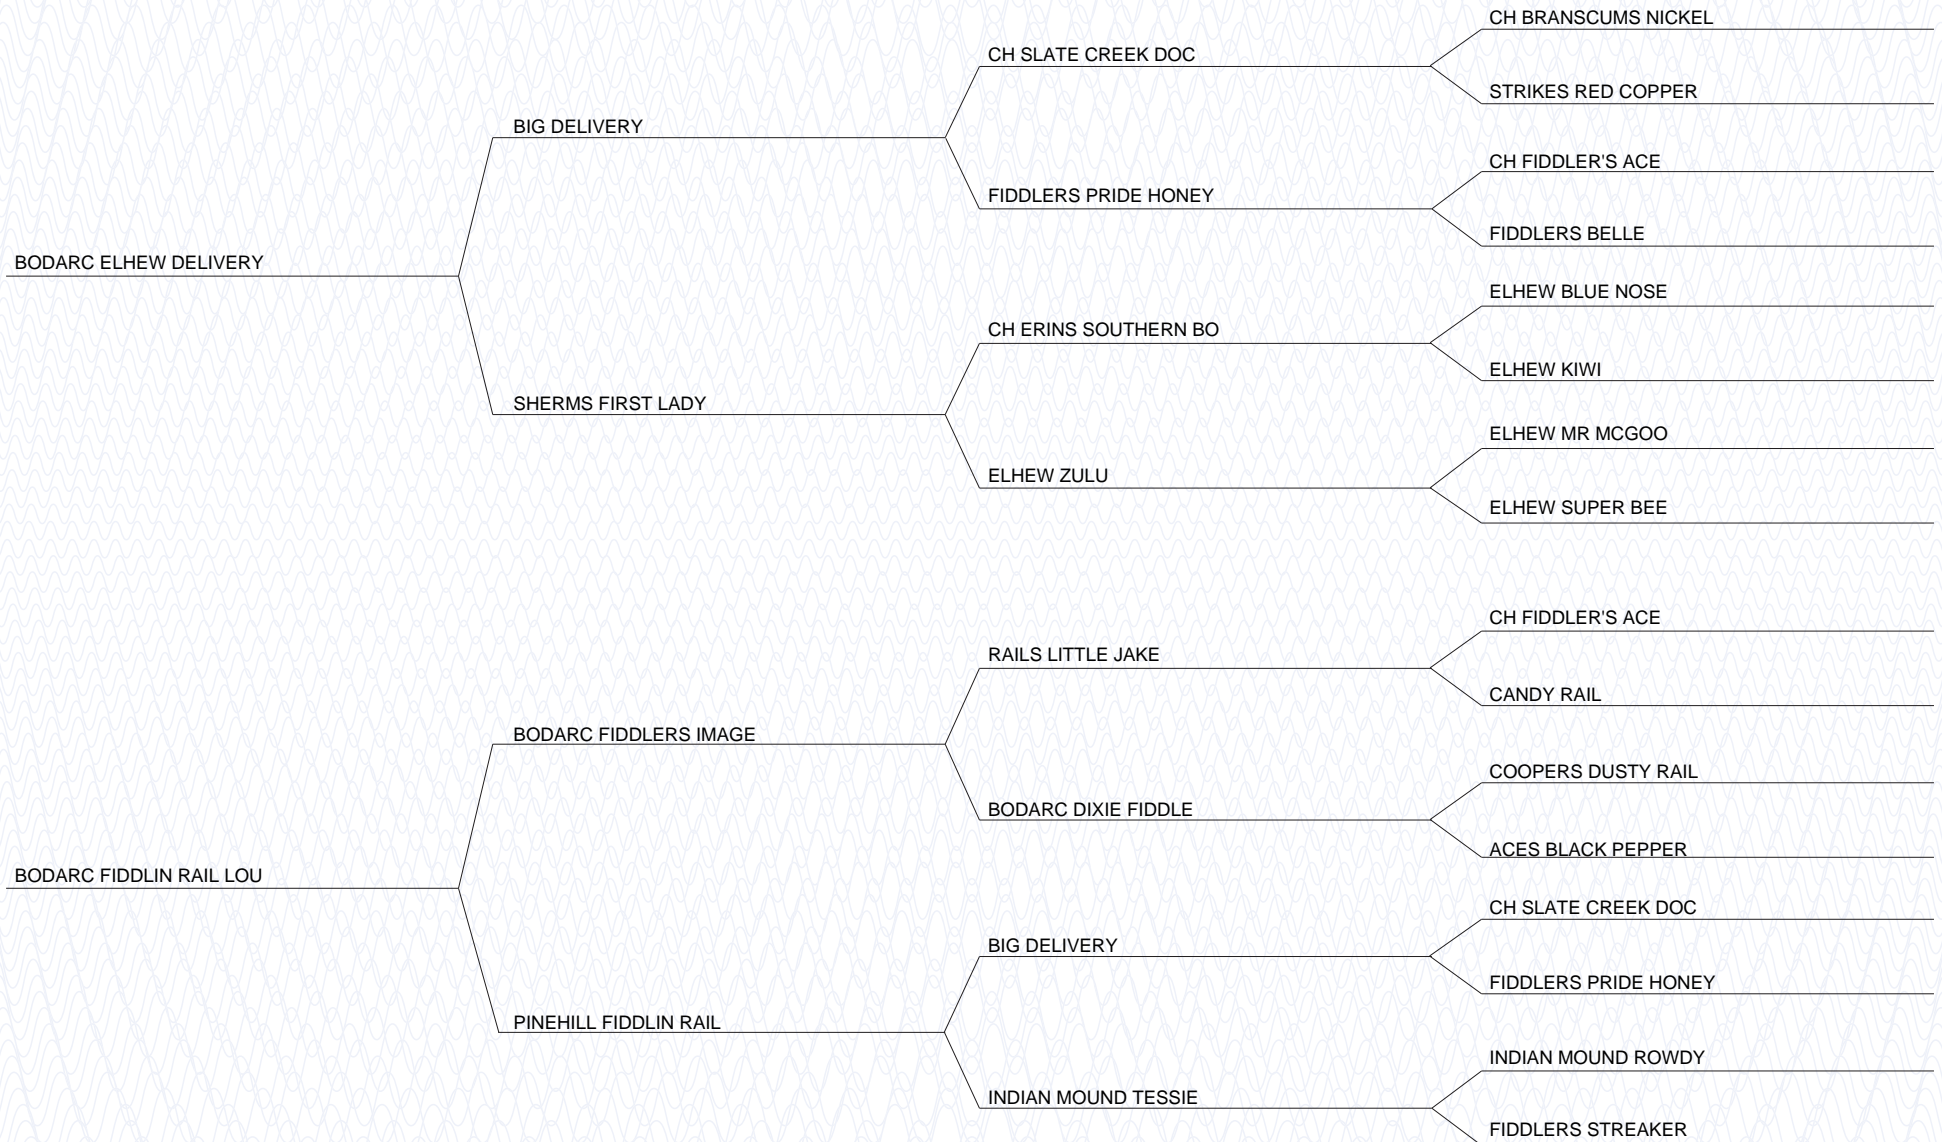 CH BRANSCUMS NICKEL
CH SLATE CREEK DOC
STRIKES RED COPPER
BIG DELIVERY
CH FIDDLER'S ACE
FIDDLERS PRIDE HONEY
FIDDLERS BELLE
BODARC ELHEW DELIVERY
ELHEW BLUE NOSE
CH ERINS SOUTHERN BO
ELHEW KIWI
SHERMS FIRST LADY
ELHEW MR MCGOO
ELHEW ZULU
ELHEW SUPER BEE
CH FIDDLER'S ACE
RAILS LITTLE JAKE
CANDY RAIL
BODARC FIDDLERS IMAGE
COOPERS DUSTY RAIL
BODARC DIXIE FIDDLE
ACES BLACK PEPPER
BODARC FIDDLIN RAIL LOU
CH SLATE CREEK DOC
BIG DELIVERY
FIDDLERS PRIDE HONEY
PINEHILL FIDDLIN RAIL
INDIAN MOUND ROWDY
INDIAN MOUND TESSIE
FIDDLERS STREAKER